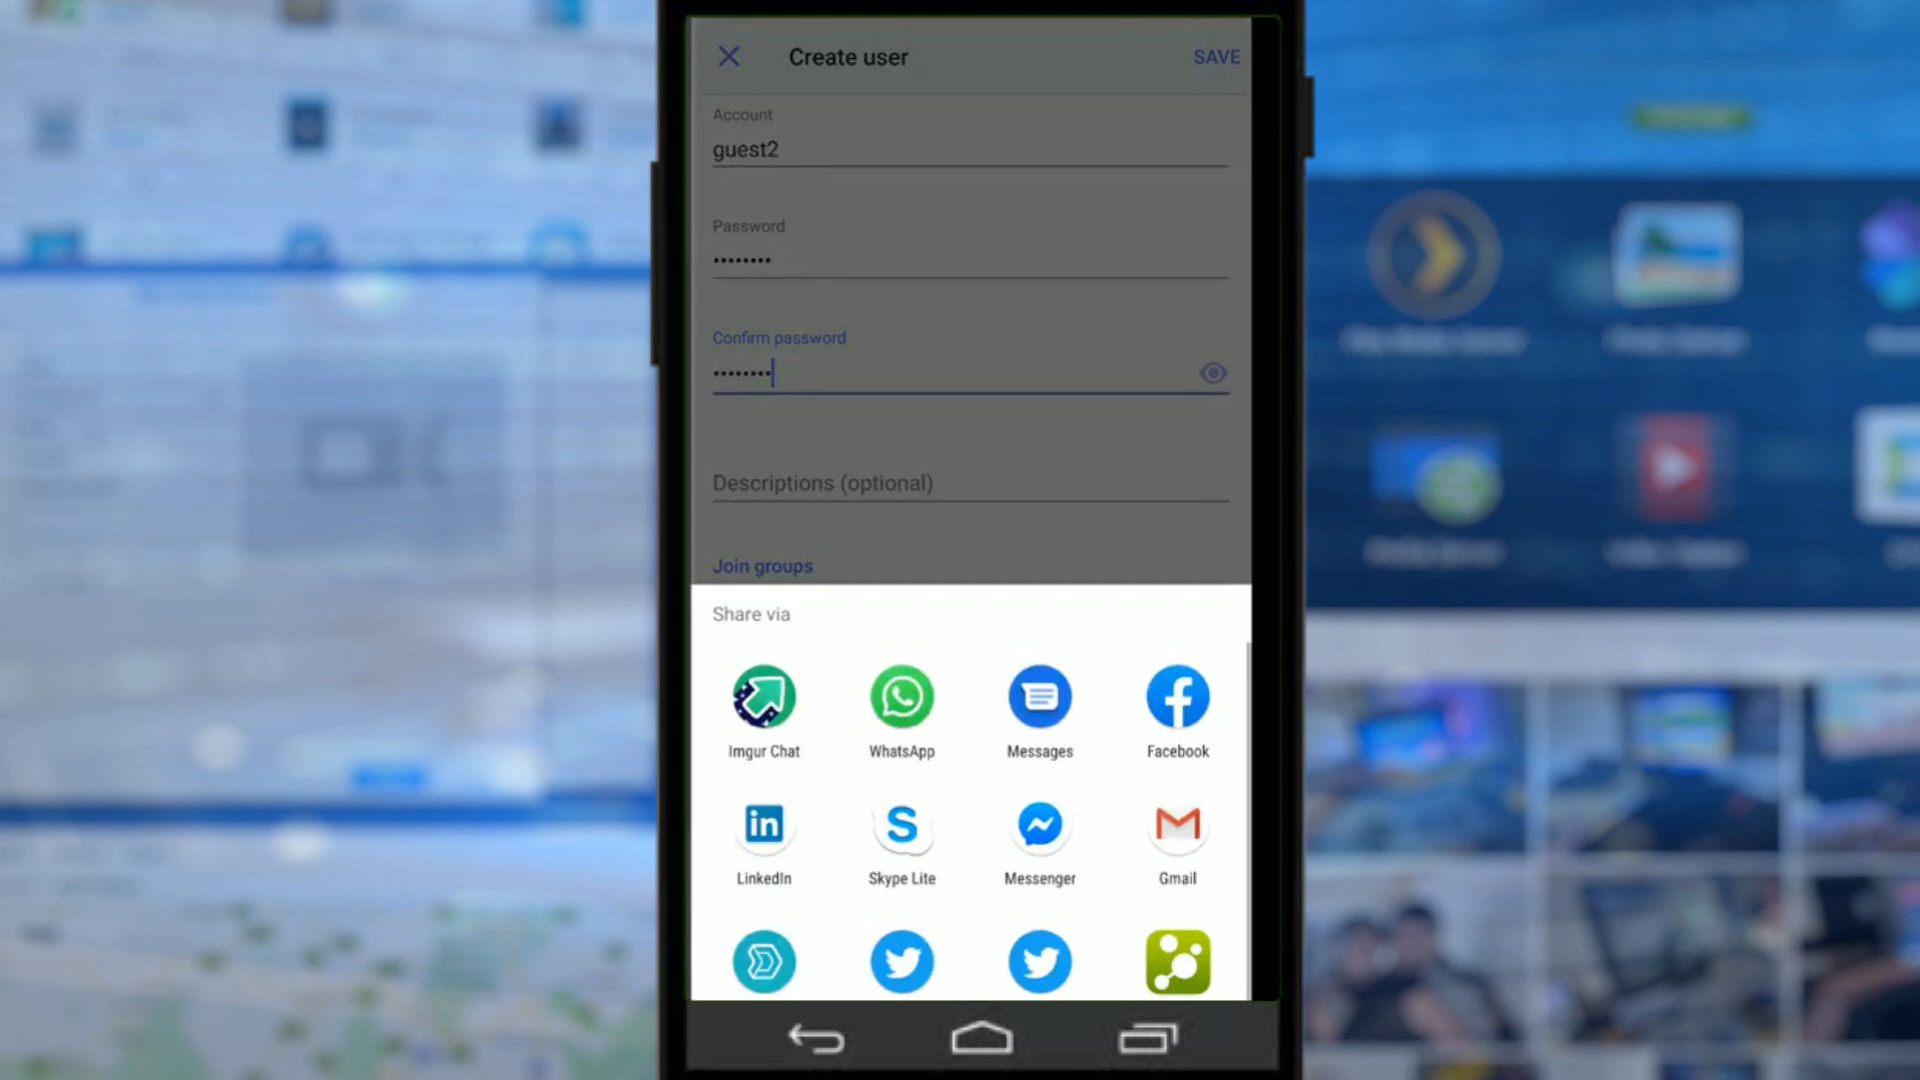 Create user
SAVE
Account
guest2
Password
••••••••
Confirm password
••••••••
Descriptions (optional)
Join groups
Share via
Imgur Chat
WhatsApp
Messages
Facebook
LinkedIn
Skype Lite
Messenger
Gmail